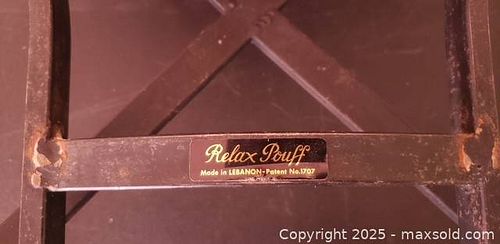 Relax Pouff
Made in LEBANON-Patent No.1707
Copyright © 2025 - maxsold.com